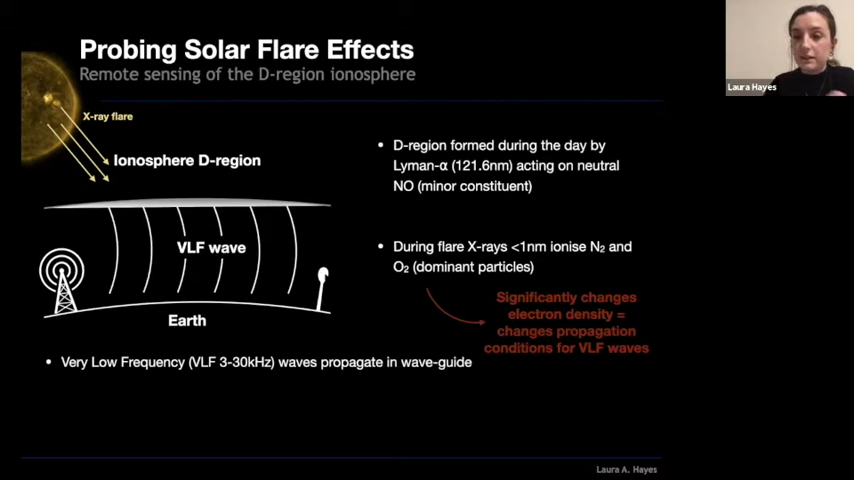 Probing Solar Flare Effects
Remote sensing of the D-region ionosphere
Laura Hayes
X-ray flare
Ionosphere D-region
VLF wave
Earth
• D-region formed during the day by
Lyman-α (121.6nm) acting on neutral
NO (minor constituent)
• During flare X-rays <1nm ionise N₂ and
O₂ (dominant particles)
Significantly changes
electron density =
changes propagation
conditions for VLF waves
• Very Low Frequency (VLF 3-30kHz) waves propagate in wave-guide
Laura A. Hayes